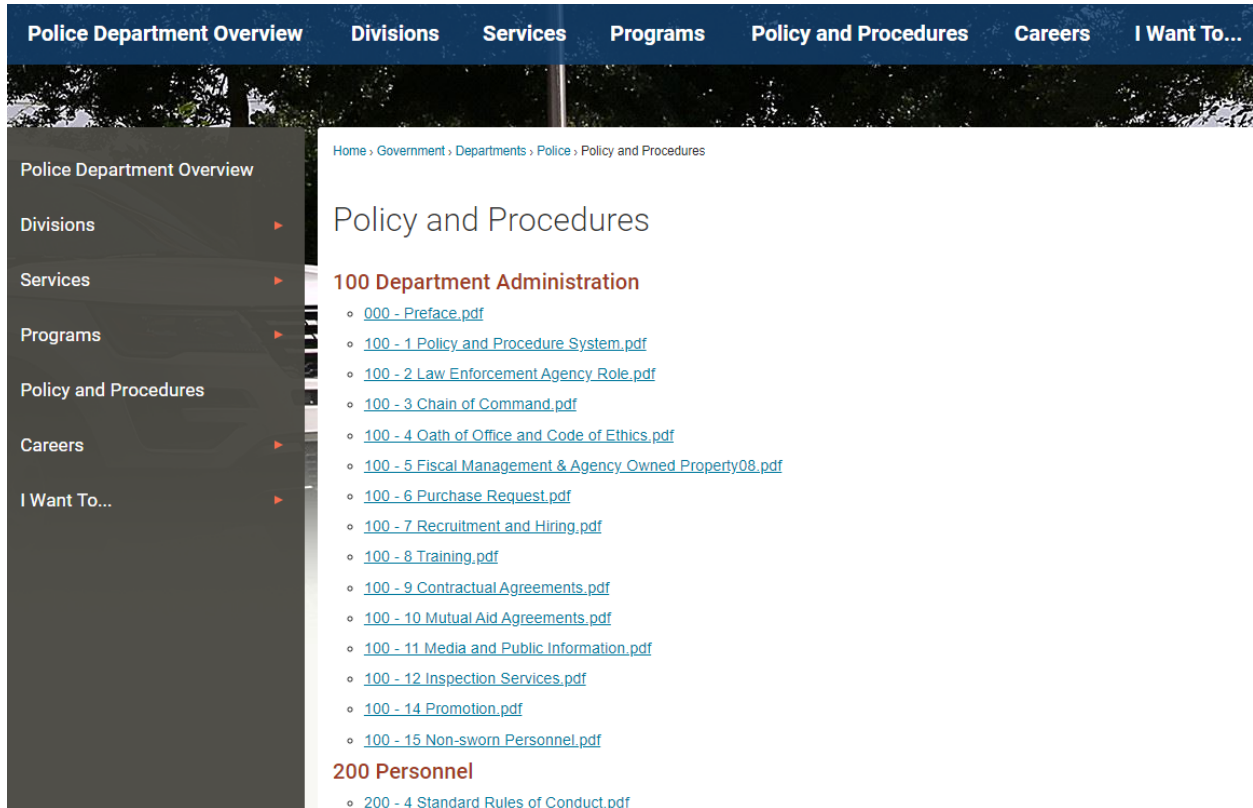 Police Department Overview Divisions Services Programs Policy and Procedures Careers I Want To...
Police Department Overview
Divisions
Services
Programs
Policy and Procedures
Careers
I Want To...
Home › Government › Departments › Police › Policy and Procedures
Policy and Procedures
100 Department Administration
000 - Preface.pdf
100 - 1 Policy and Procedure System.pdf
100 - 2 Law Enforcement Agency Role.pdf
100 - 3 Chain of Command.pdf
100 - 4 Oath of Office and Code of Ethics.pdf
100 - 5 Fiscal Management & Agency Owned Property08.pdf
100 - 6 Purchase Request.pdf
100 - 7 Recruitment and Hiring.pdf
100 - 8 Training.pdf
100 - 9 Contractual Agreements.pdf
100 - 10 Mutual Aid Agreements.pdf
100 - 11 Media and Public Information.pdf
100 - 12 Inspection Services.pdf
100 - 14 Promotion.pdf
100 - 15 Non-sworn Personnel.pdf
200 Personnel
200 - 4 Standard Rules of Conduct.pdf